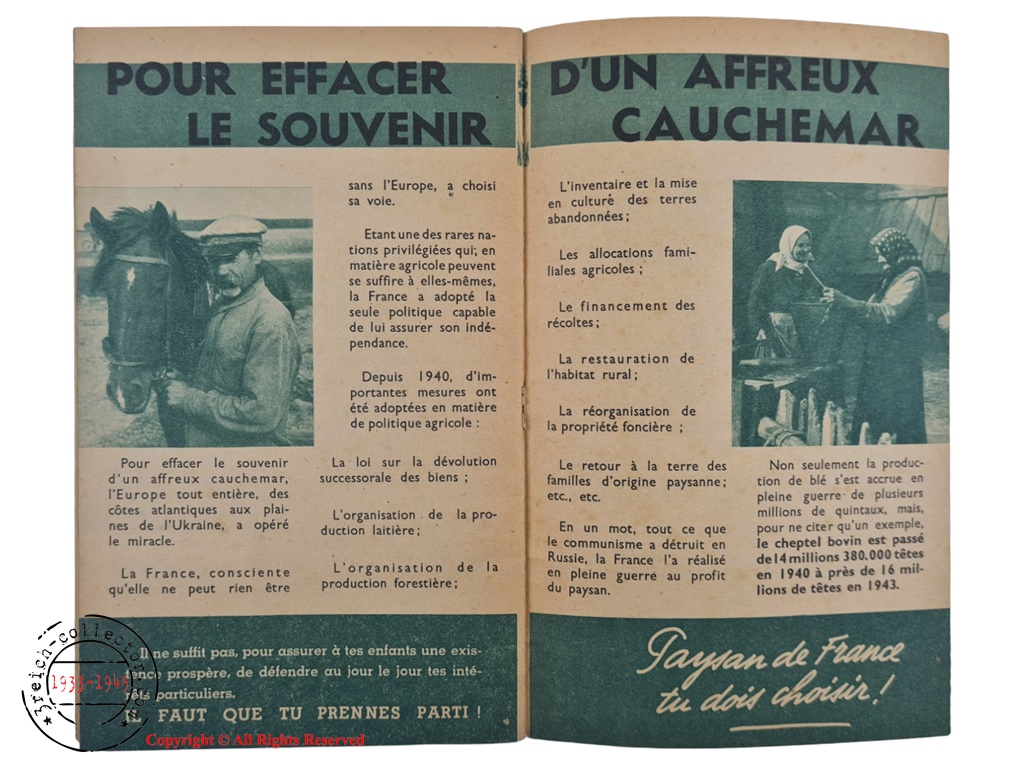 POUR EFFACER
LE SOUVENIR
sans l'Europe, a choisi
sa voie.
Etant une des rares na-
tions privilégiées qui, en
matière agricole peuvent
se suffire à elles-mêmes,
la France a adopté la
seule politique capable
de lui assurer son indé-
pendance.
Depuis 1940, d'im-
portantes mesures ont
été adoptées en matière
de politique agricole :
Pour effacer le souvenir
d'un affreux cauchemar,
l'Europe tout entière, des
côtes atlantiques aux plai-
nes de l'Ukraine, a opéré
le miracle.
La France, consciente
qu'elle ne peut rien être
La loi sur la dévolution
successorale des biens ;
L'organisation de la pro-
duction laitière ;
L'organisation de la
production forestière ;
Il ne suffit pas, pour assurer à tes enfants une exis-
tence prospère, de défendre au jour le jour tes inté-
rêts particuliers.
IL FAUT QUE TU PRENNES PARTI !
D'UN AFFREUX
CAUCHEMAR
L'inventaire et la mise
en culture des terres
abandonnées ;
Les allocations fami-
liales agricoles ;
Le financement des
récoltes ;
La restauration de
l'habitat rural ;
La réorganisation de
la propriété foncière ;
Le retour à la terre des
familles d'origine paysanne ;
etc., etc.
En un mot, tout ce que
le communisme a détruit en
Russie, la France l'a réalisé
en pleine guerre au profit
du paysan.
Non seulement la produc-
tion de blé s'est accrue en
pleine guerre de plusieurs
millions de quintaux, mais,
pour ne citer qu'un exemple,
le cheptel bovin est passé
de 14 millions 380.000 têtes
en 1940 à près de 16 mil-
lions de têtes en 1943.
Paysan de France
tu dois choisir !
3reich-collector
1933-1945
Copyright © All Rights Reserved